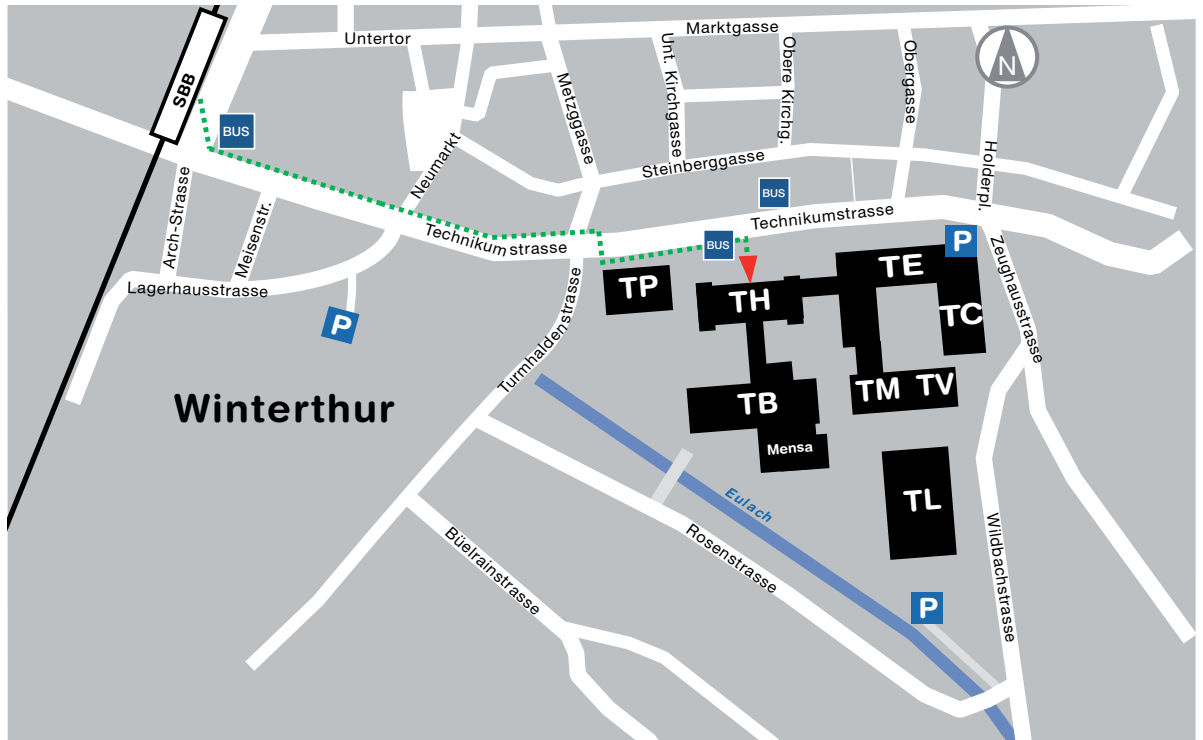 Marktgasse
Untertor
SBB
N
BUS
Metzggasse
Unt. Kirchgasse
Obere Kirchg.
Obergasse
Holderpl.
Neumarkt
Steinberggasse
Arch-Strasse
Meisenstr.
BUS
Technikumstrasse
Technikumstrasse
BUS
P
Lagerhausstrasse
P
TP
TH
TE
TC
Zeughausstrasse
Turmhaldenstrasse
Winterthur
TB
TM
TV
Mensa
TL
Eulach
Rosenstrasse
Büelrainstrasse
Wildbachstrasse
P